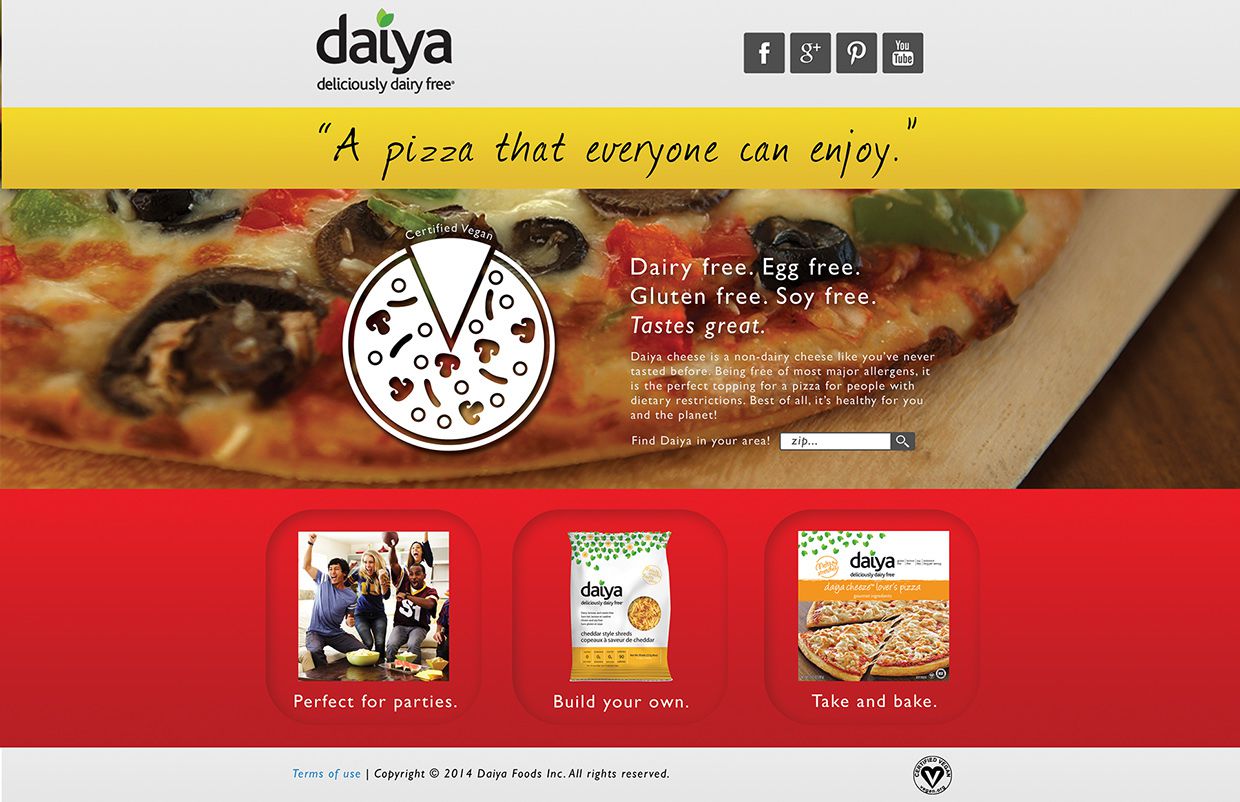 daiya
deliciously dairy free®
f
g+
You
Tube
“A pizza that everyone can enjoy.”
Certified Vegan
Dairy free. Egg free.
Gluten free. Soy free.
Tastes great.
Daiya cheese is a non-dairy cheese like you've never
tasted before. Being free of most major allergens, it
is the perfect topping for a pizza for people with
dietary restrictions. Best of all, it's healthy for you
and the planet!
Find Daiya in your area!
zip...
51
Perfect for parties.
daiya
deliciously dairy free
cheddar style shreds
copeaux à saveur de cheddar
Build your own.
daiya
deliciously dairy free
daiya cheeze™ lover's pizza
gourmet ingredients
Take and bake.
Terms of use | Copyright © 2014 Daiya Foods Inc. All rights reserved.
CERTIFIED VEGAN
vegan.org